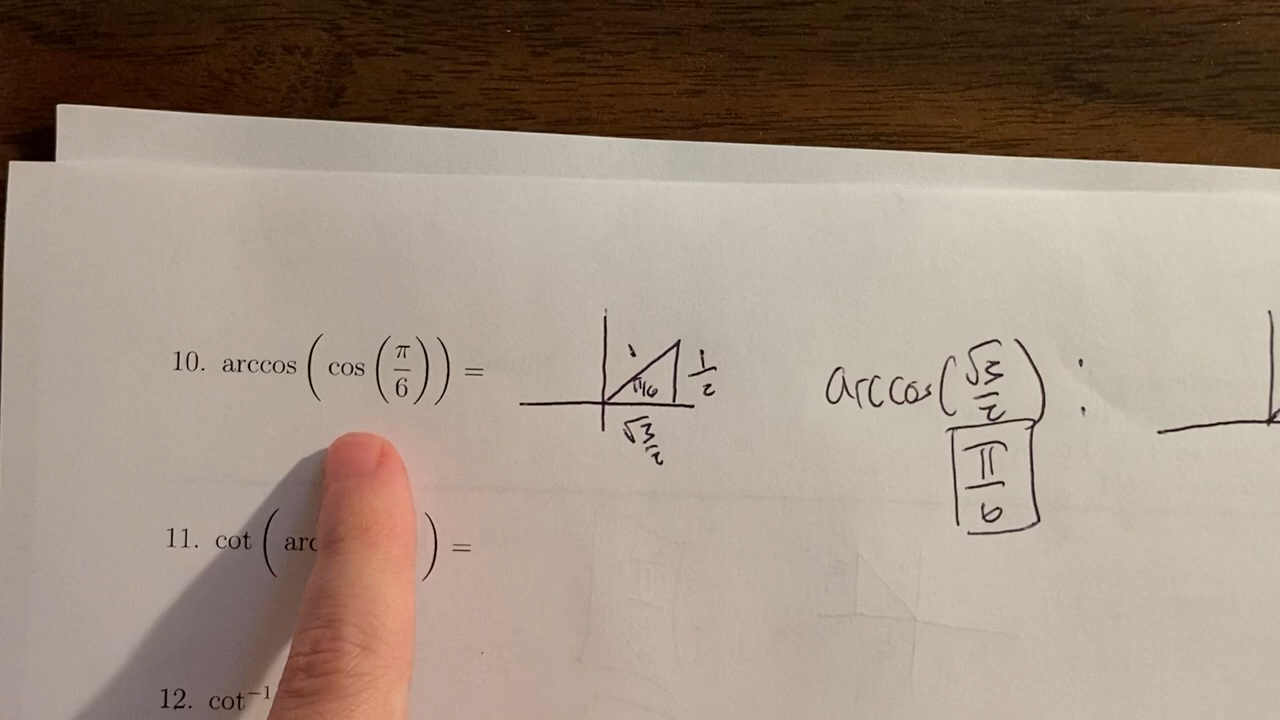 10. arccos(cos(π/6)) = 1 π/6 1/2 √3/2 arccos(√3/2) :
π/6
11. cot( arc ) =
12. cot⁻¹